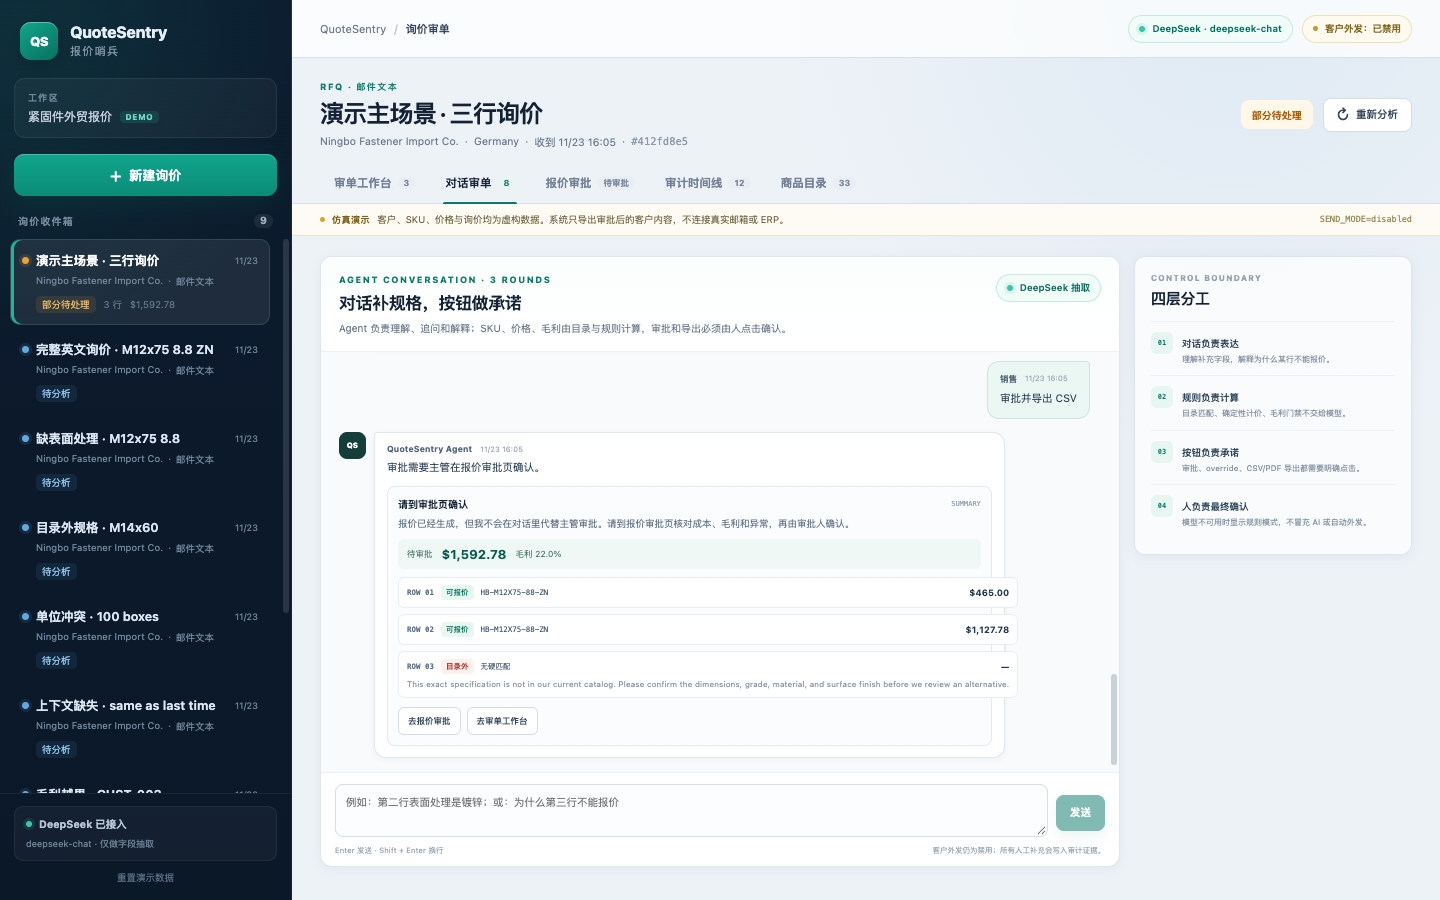 QS
QuoteSentry
报价哨兵
工作区
紧固件外贸报价 DEMO
+ 新建询价
询价收件箱 9
演示主场景 · 三行询价 11/23
Ningbo Fastener Import Co. · 邮件文本
部分待处理 3 行 $1,592.78
完整英文询价 · M12x75 8.8 ZN 11/23
Ningbo Fastener Import Co. · 邮件文本
待分析
缺表面处理 · M12x75 8.8 11/23
Ningbo Fastener Import Co. · 邮件文本
待分析
目录外规格 · M14x60 11/23
Ningbo Fastener Import Co. · 邮件文本
待分析
单位冲突 · 100 boxes 11/23
Ningbo Fastener Import Co. · 邮件文本
待分析
上下文缺失 · same as last time 11/23
Ningbo Fastener Import Co. · 邮件文本
待分析
DeepSeek 已接入
deepseek-chat · 仅做字段抽取
重置演示数据
QuoteSentry / 询价审单
DeepSeek · deepseek-chat
客户外发：已禁用
RFQ · 邮件文本
演示主场景 · 三行询价
Ningbo Fastener Import Co. · Germany · 收到 11/23 16:05 · #412fd8e5
部分待处理
重新分析
审单工作台 3
对话审单 8
报价审批 待审批
审计时间线 12
商品目录 33
仿真演示 客户、SKU、价格与询价均为虚构数据。系统只导出审批后的客户内容，不连接真实邮箱或 ERP。
SEND_MODE=disabled
AGENT CONVERSATION · 3 ROUNDS
对话补规格，按钮做承诺
Agent 负责理解、追问和解释；SKU、价格、毛利由目录与规则计算，审批和导出必须由人点击确认。
DeepSeek 抽取
销售 11/23 16:05
审批并导出 CSV
QS
QuoteSentry Agent 11/23 16:05
审批需要主管在报价审批页确认。
请到审批页确认 SUMMARY
报价已经生成，但我不会在对话里代替主管审批。请到报价审批页核对成本、毛利和异常，再由审批人确认。
待审批 $1,592.78 毛利 22.0%
ROW 01 可报价 HB-M12X75-88-ZN $465.00
ROW 02 可报价 HB-M12X75-88-ZN $1,127.78
ROW 03 目录外 无硬匹配 —
This exact specification is not in our current catalog. Please confirm the dimensions, grade, material, and surface finish before we review an alternative.
去报价审批
去审单工作台
例如：第二行表面处理是镀锌；或：为什么第三行不能报价
发送
Enter 发送 · Shift + Enter 换行
客户外发仍为禁用；所有人工补充会写入审计证据。
CONTROL BOUNDARY
四层分工
01 对话负责表达
理解补充字段，解释为什么某行不能报价。
02 规则负责计算
目录匹配、确定性计价、毛利门禁不交给模型。
03 按钮负责承诺
审批、override、CSV/PDF 导出都需要明确点击。
04 人负责最终确认
模型不可用时显示规则模式，不冒充 AI 或自动外发。